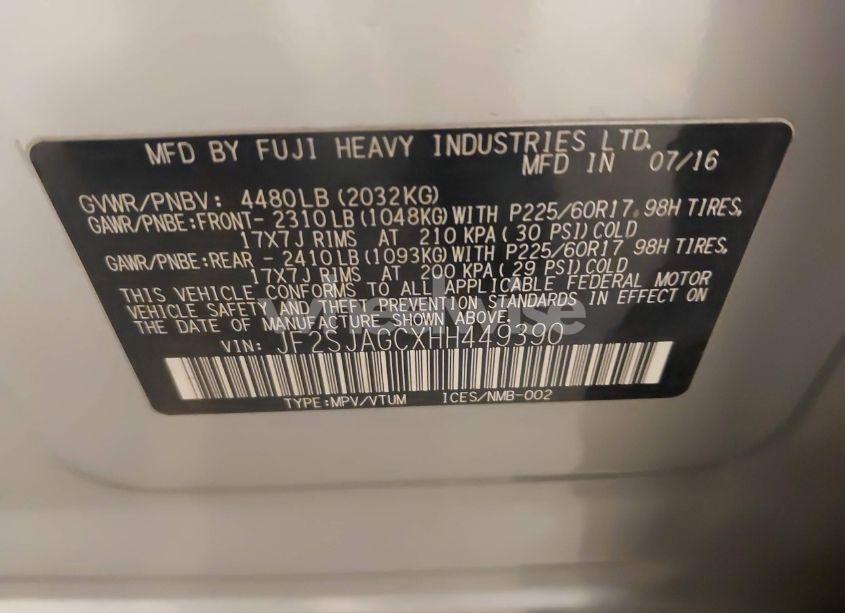 MFD BY FUJI HEAVY INDUSTRIES LTD.
MFD IN 07/16
GVWR/PNBV: 4480LB(2032KG)
GAWR/PNBE:FRONT- 2310LB(1048KG)WITH P225/60R17 98H TIRES,
17X7J RIMS AT 210 KPA( 30 PSI)COLD
GAWR/PNBE:REAR - 2410LB(1093KG)WITH P225/60R17 98H TIRES,
17X7J RIMS AT 200 KPA( 29 PSI)COLD
THIS VEHICLE CONFORMS TO ALL APPLICABLE FEDERAL MOTOR
VEHICLE SAFETY AND THEFT PREVENTION STANDARDS IN EFFECT ON
THE DATE OF MANUFACTURE SHOWN ABOVE.
VIN: JF2SJAGCXHH449390
TYPE:MPV/VTUM ICES/NMB-002